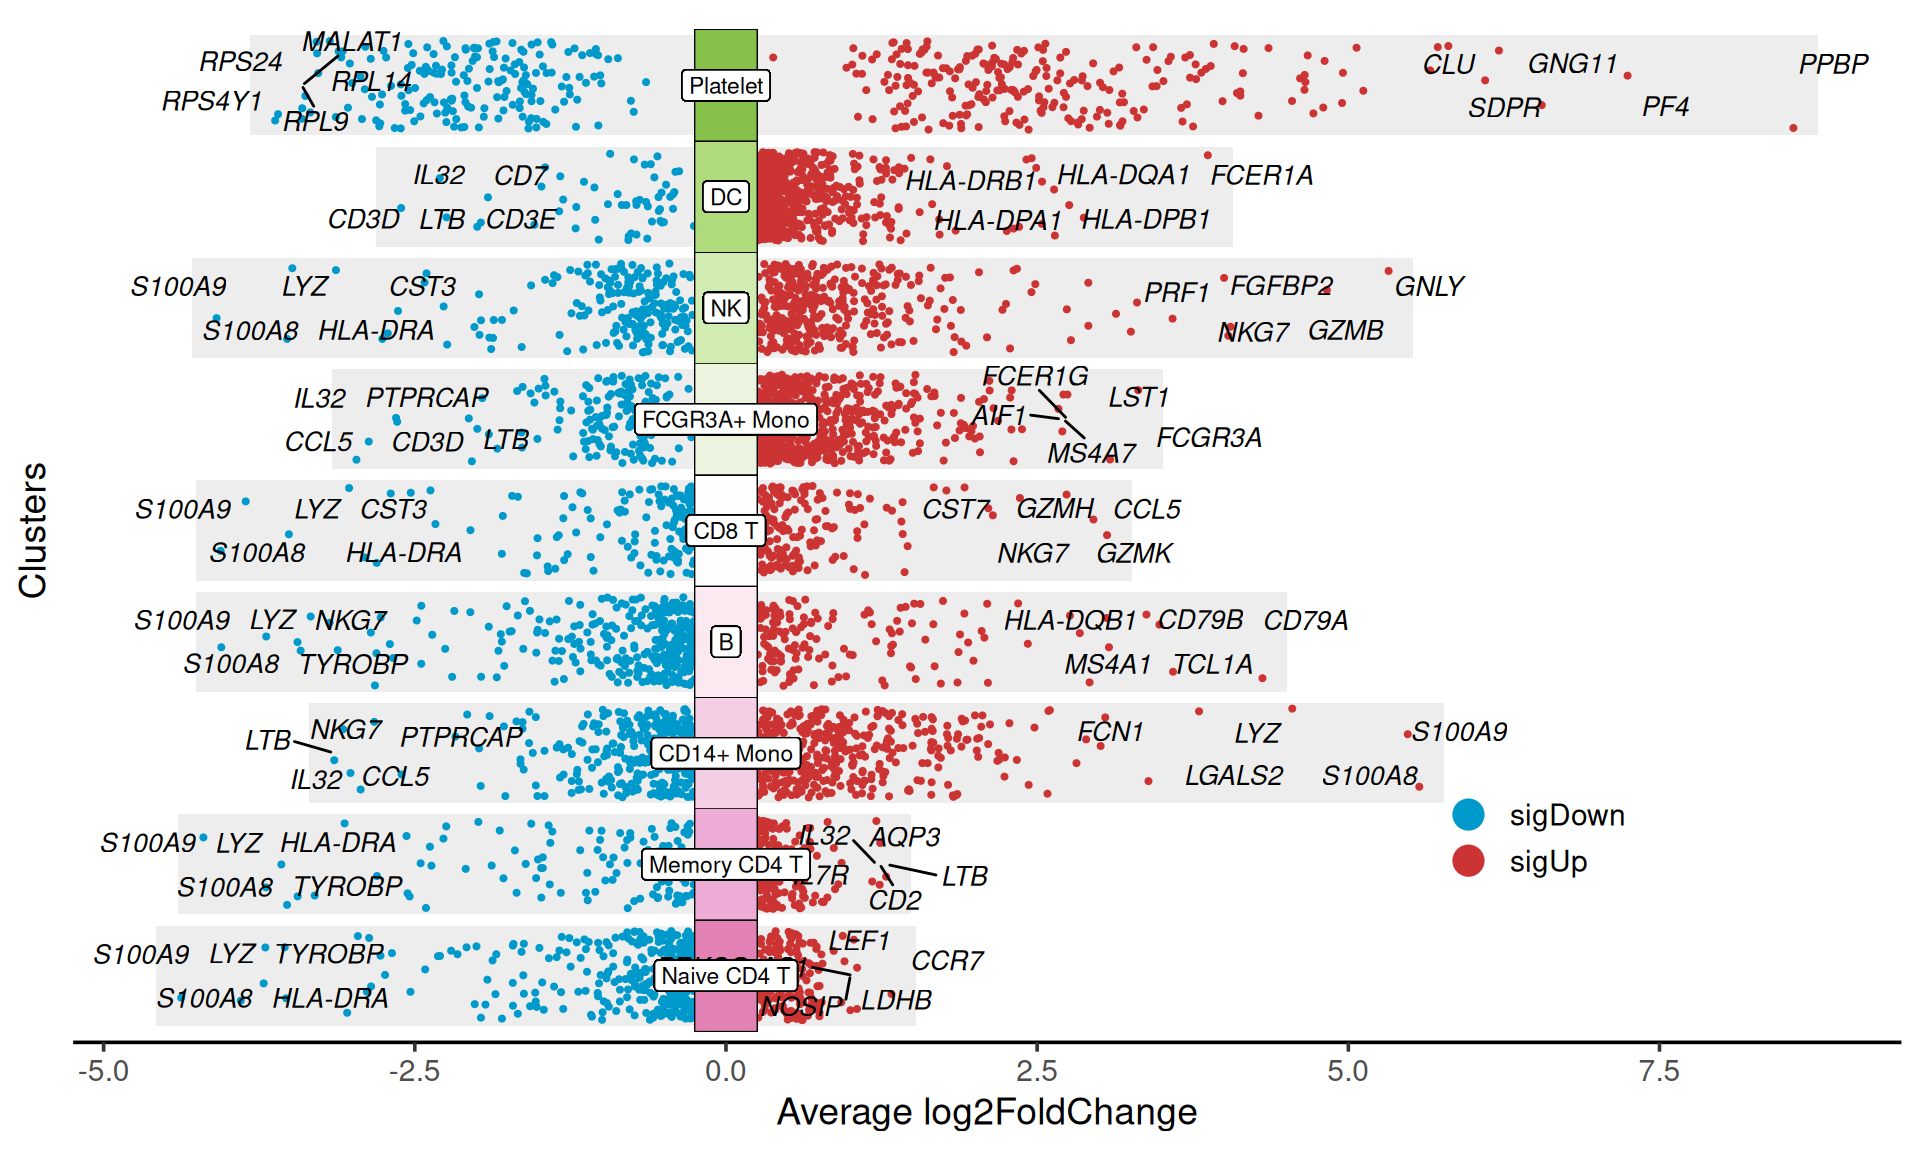 MALAT1
RPS24
RPL14
RPS4Y1
RPL9
Platelet
CLU
GNG11
PPBP
SDPR
PF4
IL32
CD7
CD3D
LTB
CD3E
DC
HLA-DRB1
HLA-DQA1
FCER1A
HLA-DPA1
HLA-DPB1
S100A9
LYZ
CST3
S100A8
HLA-DRA
NK
PRF1
FGFBP2
GNLY
NKG7
GZMB
IL32
PTPRCAP
CCL5
CD3D
LTB
FCGR3A+ Mono
FCER1G
LST1
AIF1
MS4A7
FCGR3A
S100A9
LYZ
CST3
S100A8
HLA-DRA
CD8 T
CST7
GZMH
CCL5
NKG7
GZMK
S100A9
LYZ
NKG7
S100A8
TYROBP
B
HLA-DQB1
CD79B
CD79A
MS4A1
TCL1A
LTB
NKG7
PTPRCAP
IL32
CCL5
CD14+ Mono
FCN1
LYZ
S100A9
LGALS2
S100A8
S100A9
LYZ
HLA-DRA
S100A8
TYROBP
Memory CD4 T
IL32
AQP3
IL7R
LTB
CD2
S100A9
LYZ
TYROBP
S100A8
HLA-DRA
Naive CD4 T
LEF1
CCR7
NOSIP
LDHB
sigDown
sigUp
Clusters
-5.0
-2.5
0.0
2.5
5.0
7.5
Average log2FoldChange